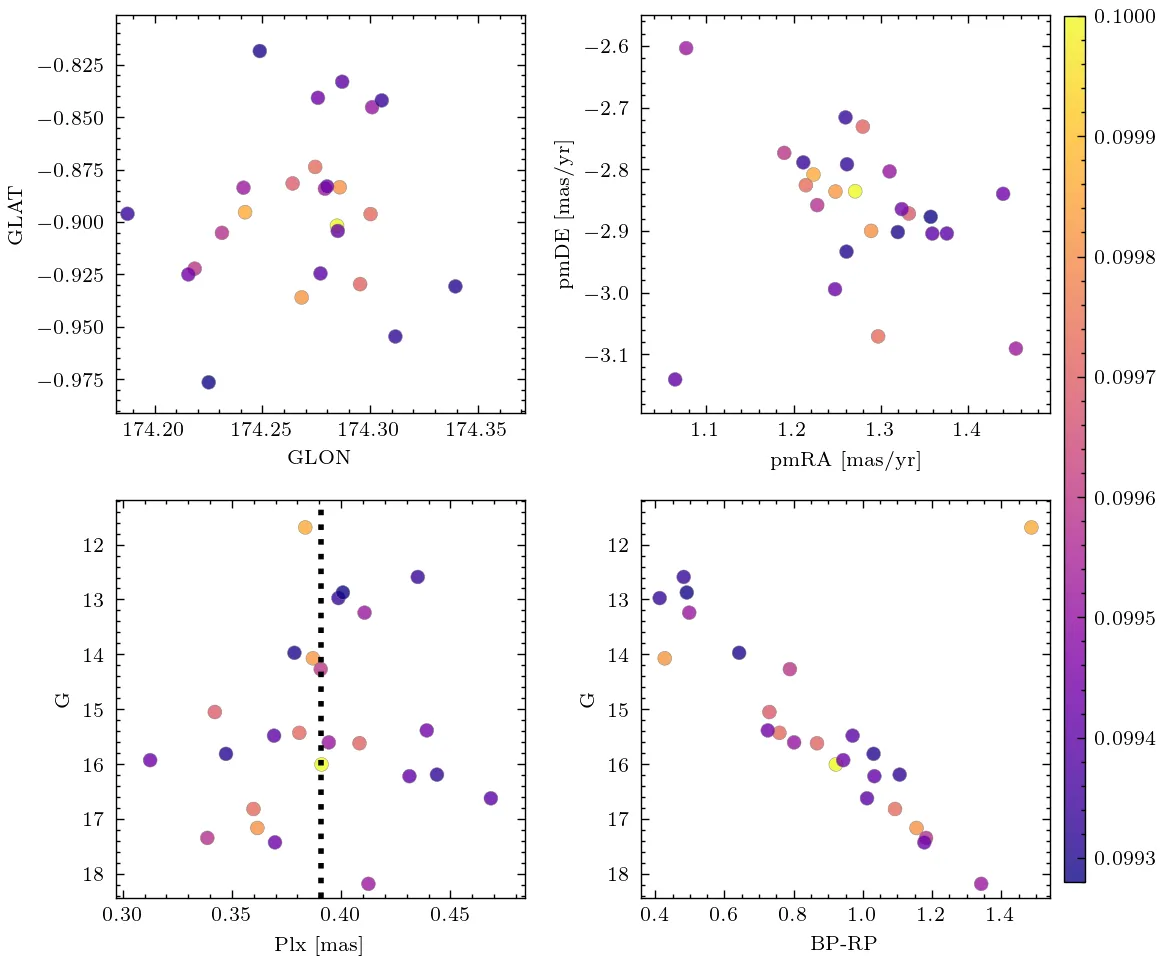 −0.825
−0.850
−0.875
−0.900
−0.925
−0.950
−0.975
GLAT
174.20 174.25 174.30 174.35
GLON
−2.6
−2.7
−2.8
−2.9
−3.0
−3.1
pmDE [mas/yr]
1.1 1.2 1.3 1.4
pmRA [mas/yr]
0.1000
0.0999
0.0998
0.0997
0.0996
0.0995
0.0994
0.0993
12
13
14
15
16
17
18
G
0.30 0.35 0.40 0.45
Plx [mas]
12
13
14
15
16
17
18
G
0.4 0.6 0.8 1.0 1.2 1.4
BP-RP